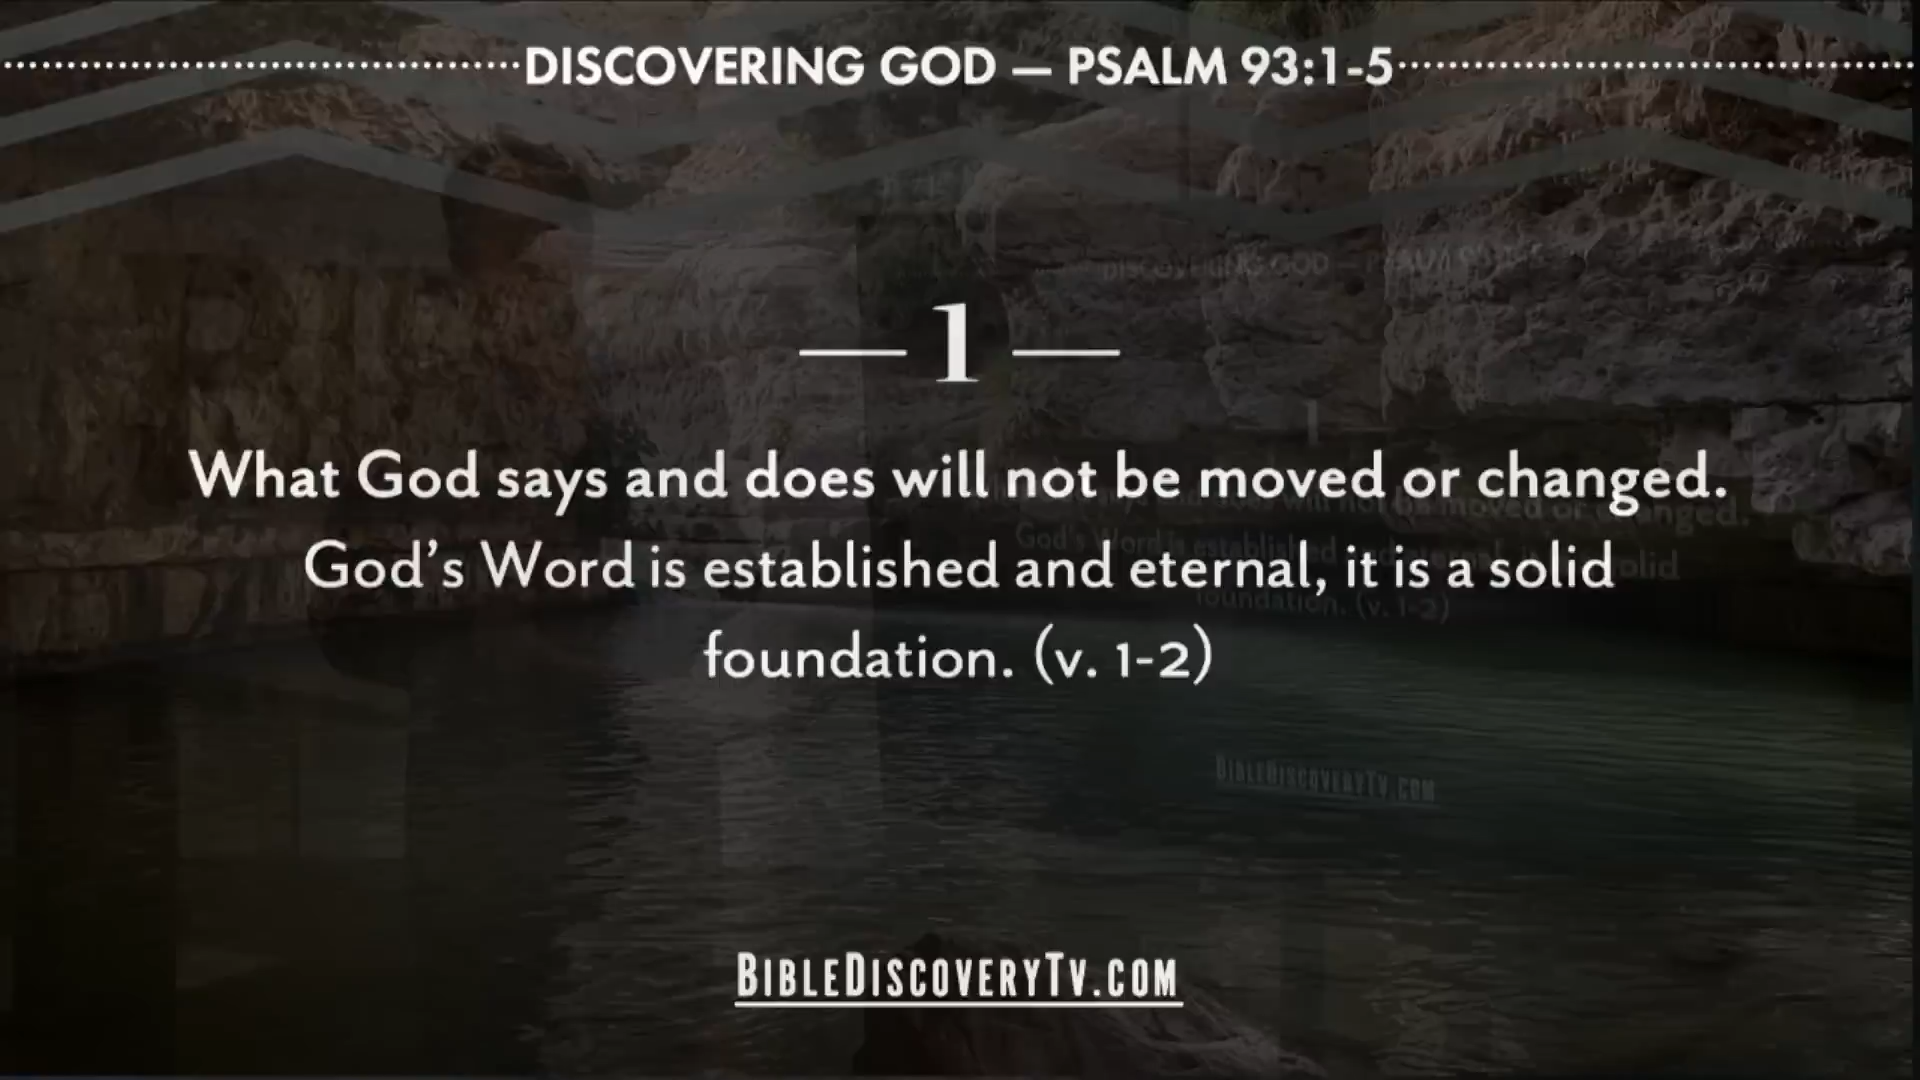 DISCOVERING GOD — PSALM 93:1-5
— 1 —
What God says and does will not be moved or changed.
God's Word is established and eternal, it is a solid
foundation. (v. 1-2)
BIBLEDISCOVERYTV.COM